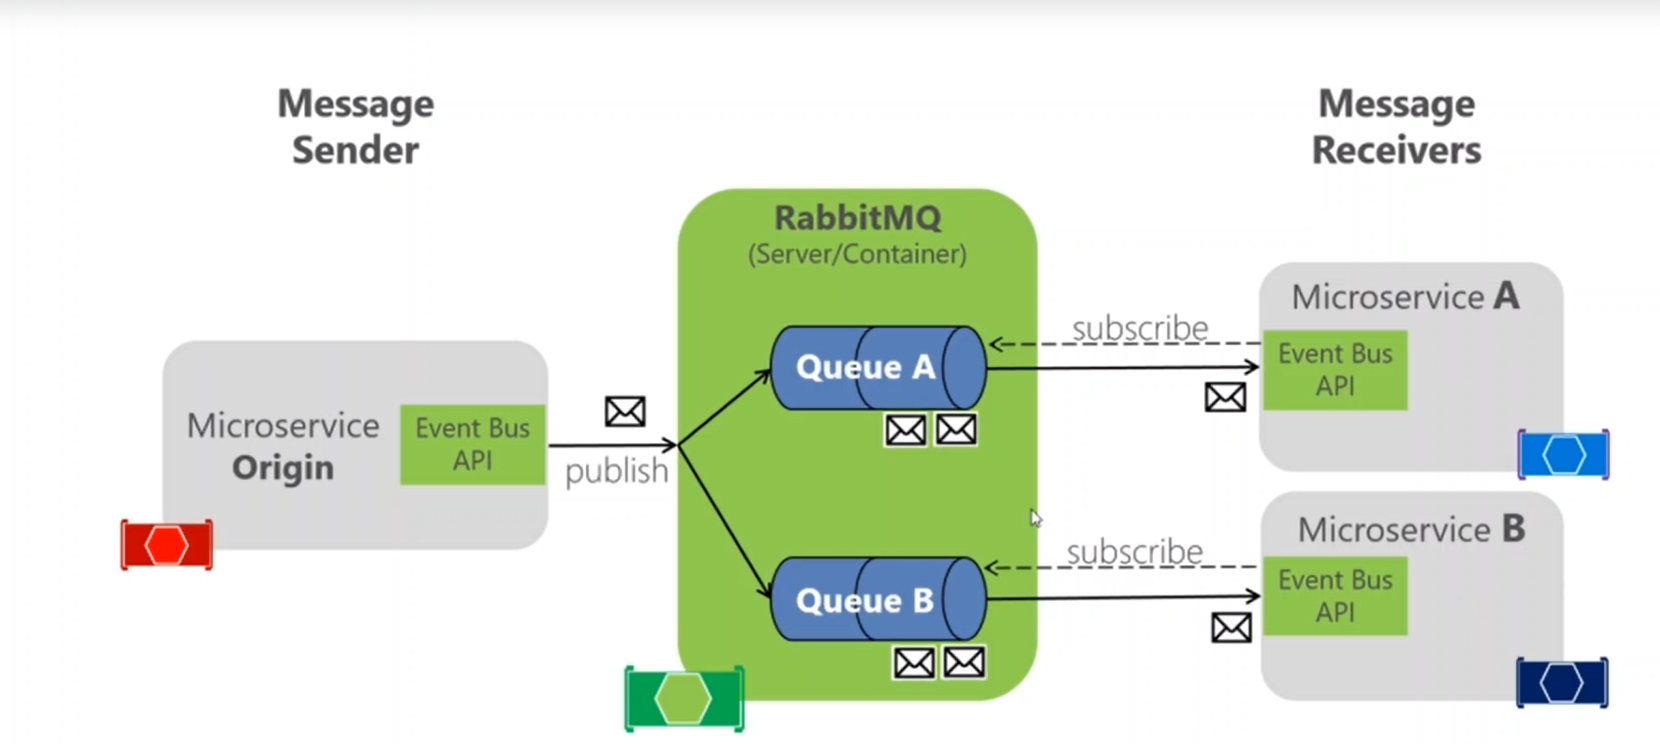 Message
Sender
Message
Receivers
RabbitMQ
(Server/Container)
Microservice A
subscribe
Event Bus
API
Queue A
Microservice
Origin
Event Bus
API
publish
Microservice B
subscribe
Event Bus
API
Queue B